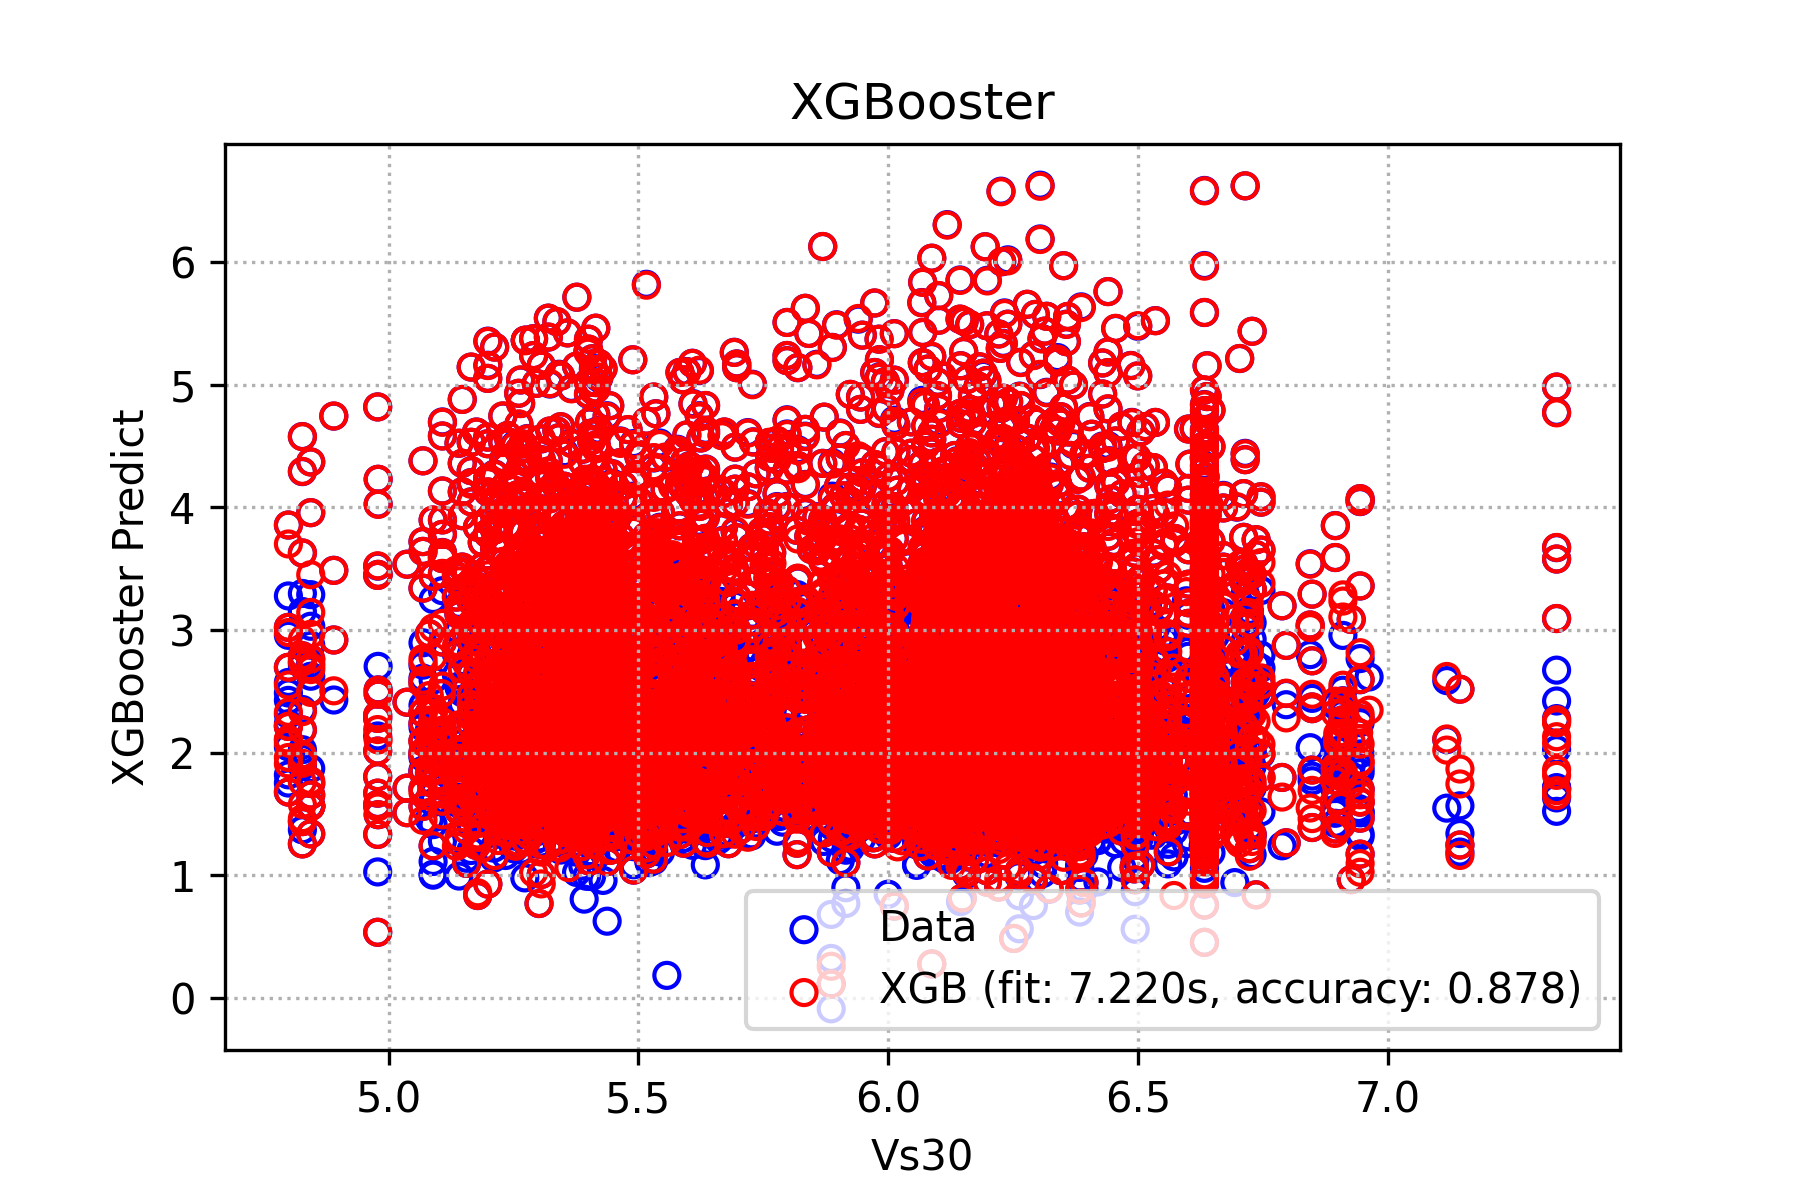 XGBooster
XGBooster Predict
6
5
4
3
2
1
0
Data
XGB (fit: 7.220s, accuracy: 0.878)
5.0 5.5 6.0 6.5 7.0
Vs30